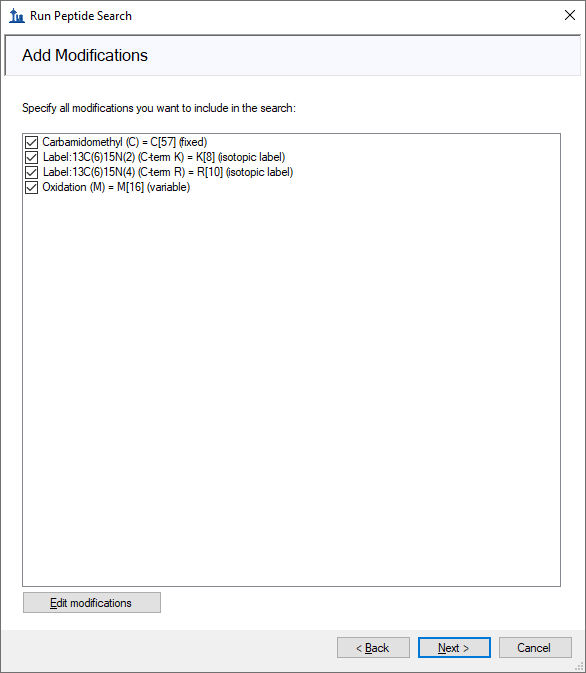 Run Peptide Search
Add Modifications
Specify all modifications you want to include in the search:
Carbamidomethyl (C) = C[57] (fixed)
Label:13C(6)15N(2) (C-term K) = K[8] (isotopic label)
Label:13C(6)15N(4) (C-term R) = R[10] (isotopic label)
Oxidation (M) = M[16] (variable)
Edit modifications
< Back Next > Cancel